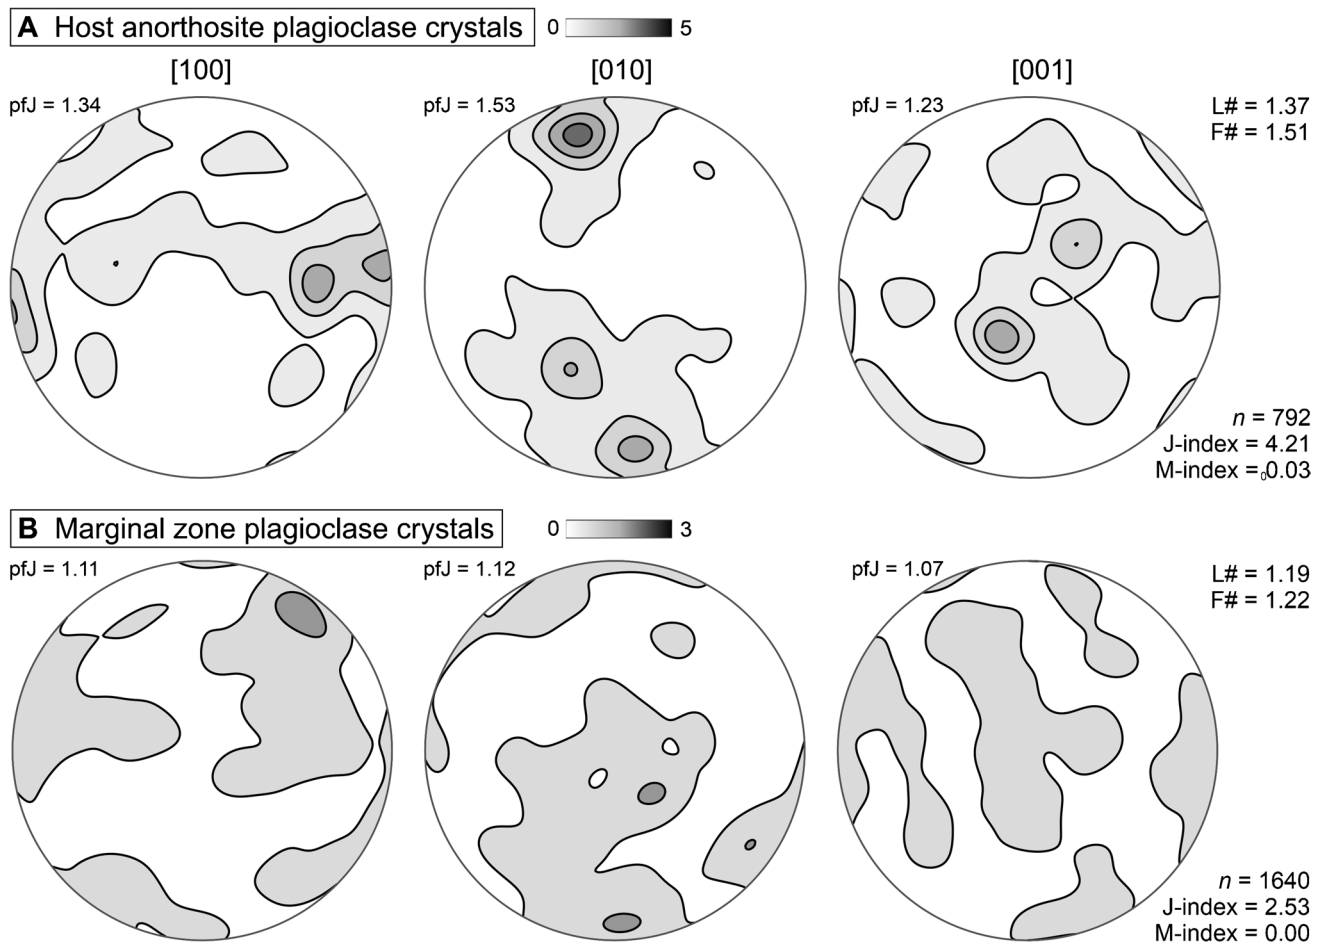 A Host anorthosite plagioclase crystals 0 5
[100] [010] [001]
pfJ = 1.34 pfJ = 1.53 pfJ = 1.23 L# = 1.37
F# = 1.51
n = 792
J-index = 4.21
M-index =₀0.03
B Marginal zone plagioclase crystals 0 3
pfJ = 1.11 pfJ = 1.12 pfJ = 1.07 L# = 1.19
F# = 1.22
n = 1640
J-index = 2.53
M-index = 0.00